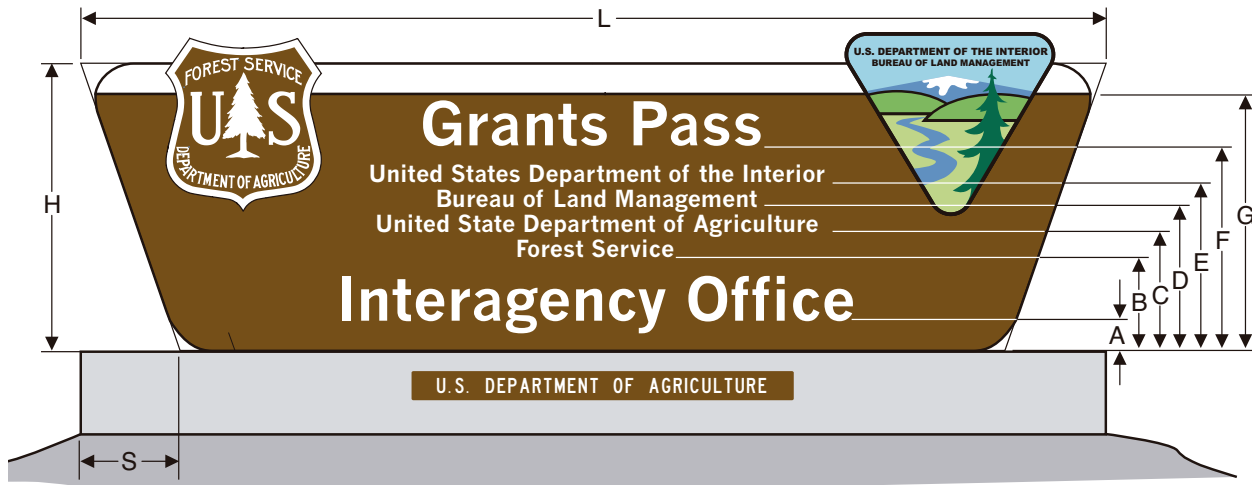 L
FOREST SERVICE
US
DEPARTMENT OF AGRICULTURE
U.S. DEPARTMENT OF THE INTERIOR
BUREAU OF LAND MANAGEMENT
Grants Pass
United States Department of the Interior
Bureau of Land Management
United State Department of Agriculture
Forest Service
Interagency Office
H
A
B
C
D
E
F
G
U.S. DEPARTMENT OF AGRICULTURE
S